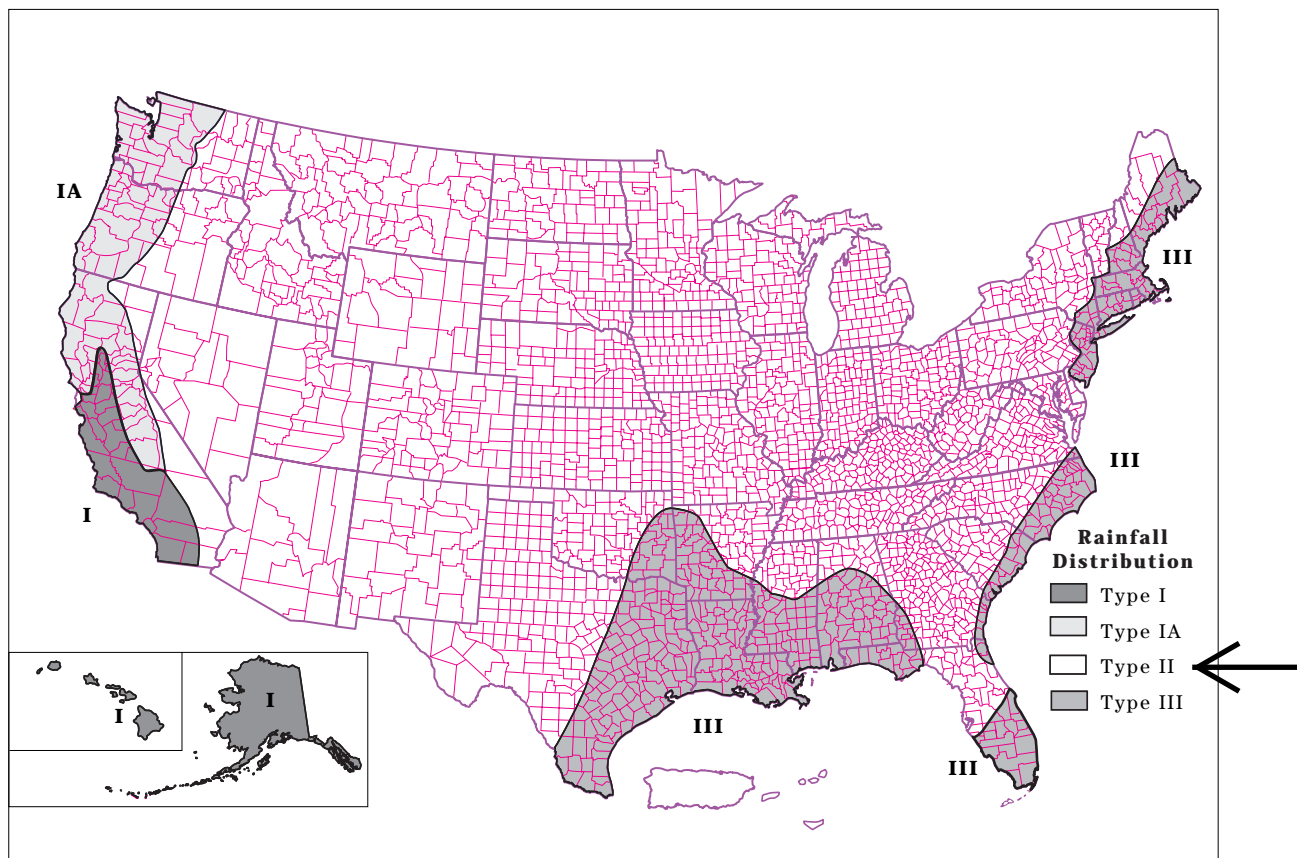 IA
III
III
I
Rainfall
Distribution
Type I
Type IA
Type II
Type III
I
I
III
III